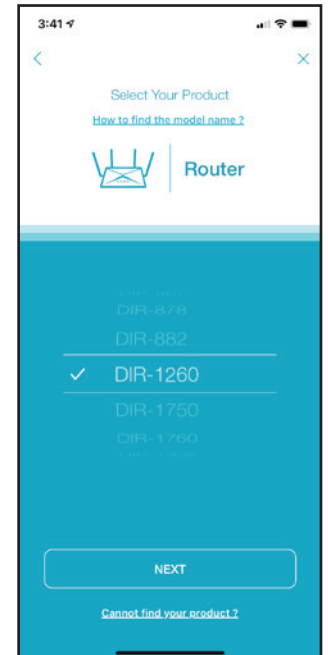 3:41
Select Your Product
How to find the model name ?
Router
DIR-878
DIR-882
DIR-1260
DIR-1750
DIR-1760
NEXT
Cannot find your product ?